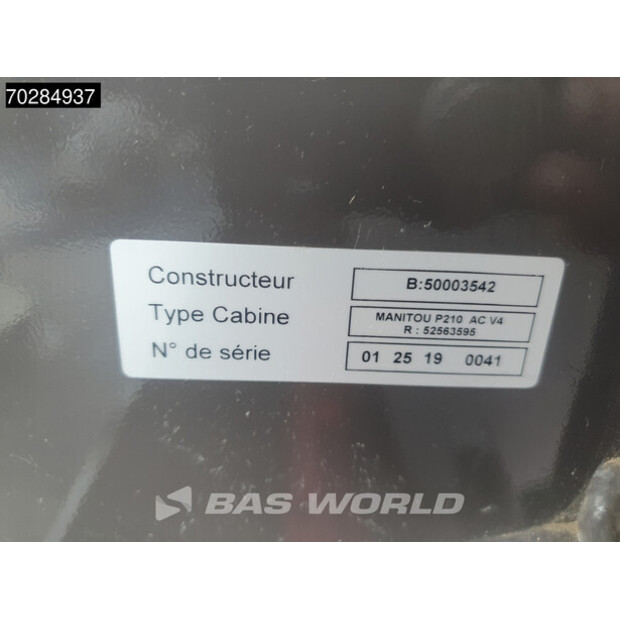 70284937
Constructeur B:50003542
Type Cabine MANITOU P210 AC V4
R : 52563595
N° de série 01 25 19 0041
BAS WORLD